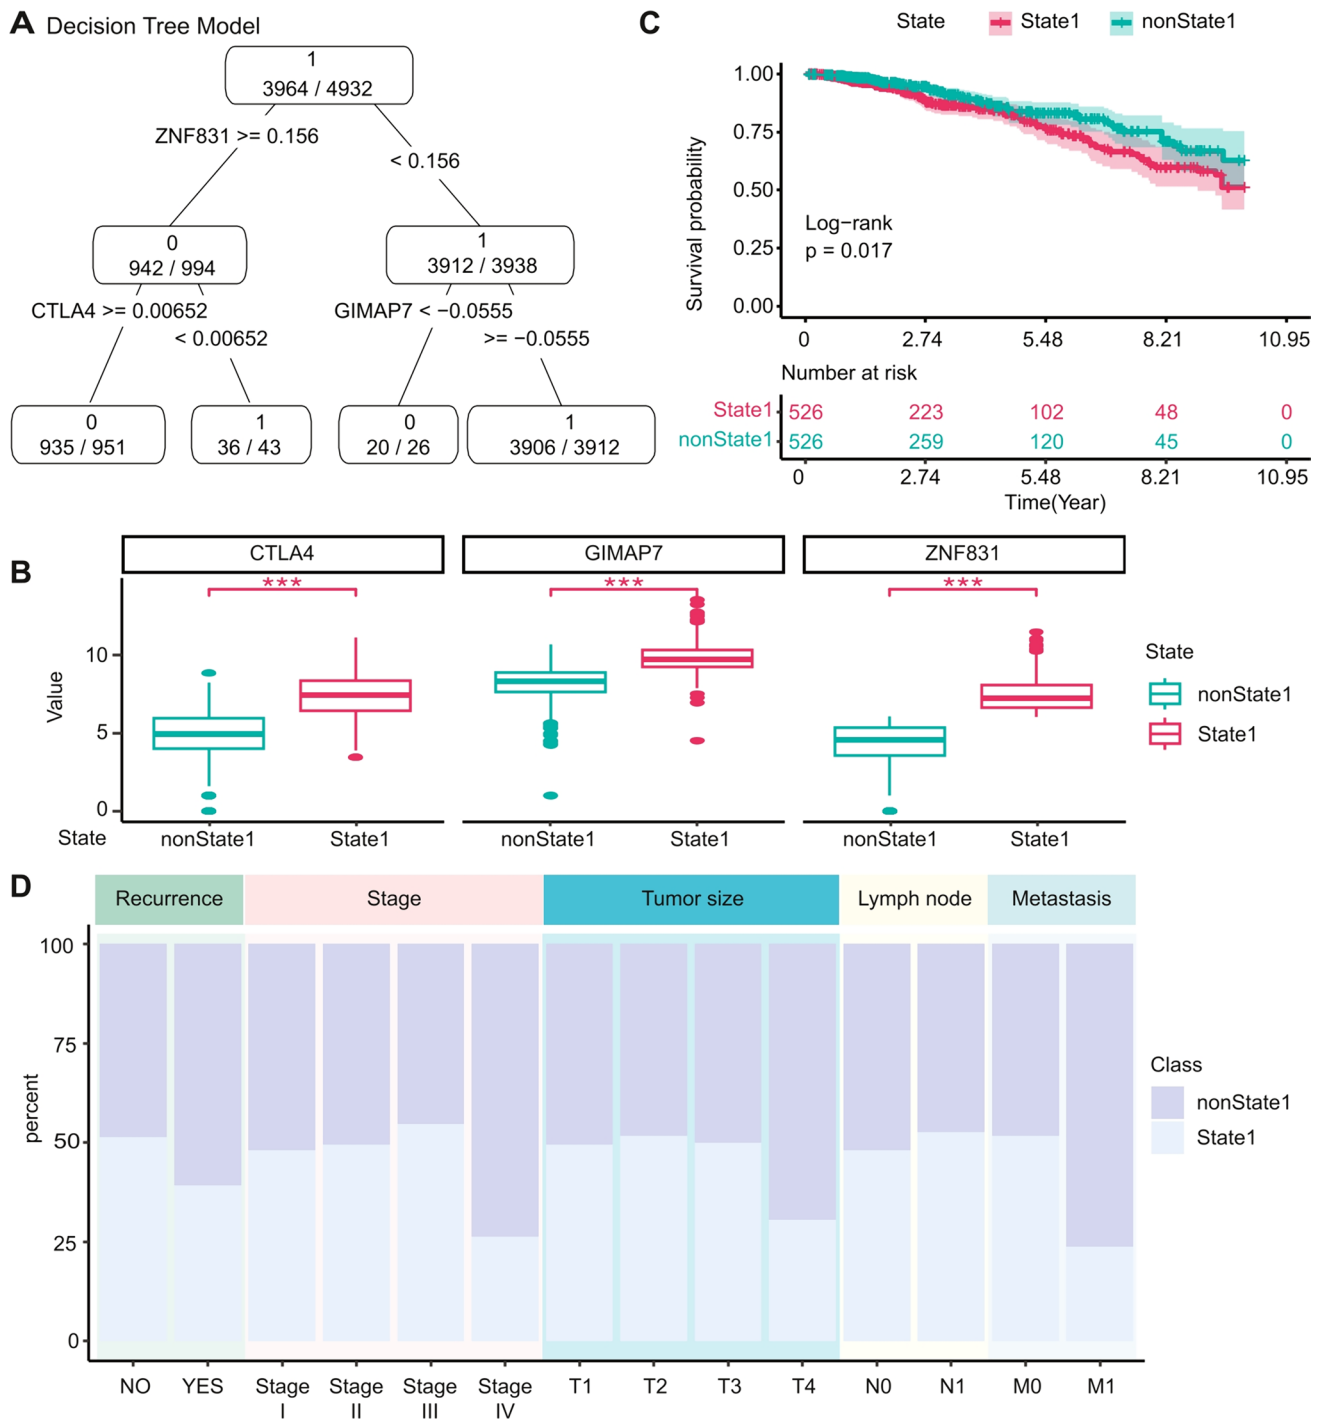 A Decision Tree Model
1
3964 / 4932
ZNF831 >= 0.156
< 0.156
0
942 / 994
1
3912 / 3938
CTLA4 >= 0.00652
< 0.00652
GIMAP7 < −0.0555
>= −0.0555
0
935 / 951
1
36 / 43
0
20 / 26
1
3906 / 3912
C
State State1 nonState1
Survival probability
1.00
0.75
0.50
0.25
0.00
Log−rank
p = 0.017
0 2.74 5.48 8.21 10.95
Number at risk
State1 526 223 102 48 0
nonState1 526 259 120 45 0
0 2.74 5.48 8.21 10.95
Time(Year)
B
CTLA4 GIMAP7 ZNF831
*** *** ***
Value
10
5
0
State nonState1 State1 nonState1 State1 nonState1 State1
State
nonState1
State1
D
Recurrence Stage Tumor size Lymph node Metastasis
percent
100
75
50
25
0
NO YES Stage Stage Stage Stage T1 T2 T3 T4 N0 N1 M0 M1
I II III IV
Class
nonState1
State1